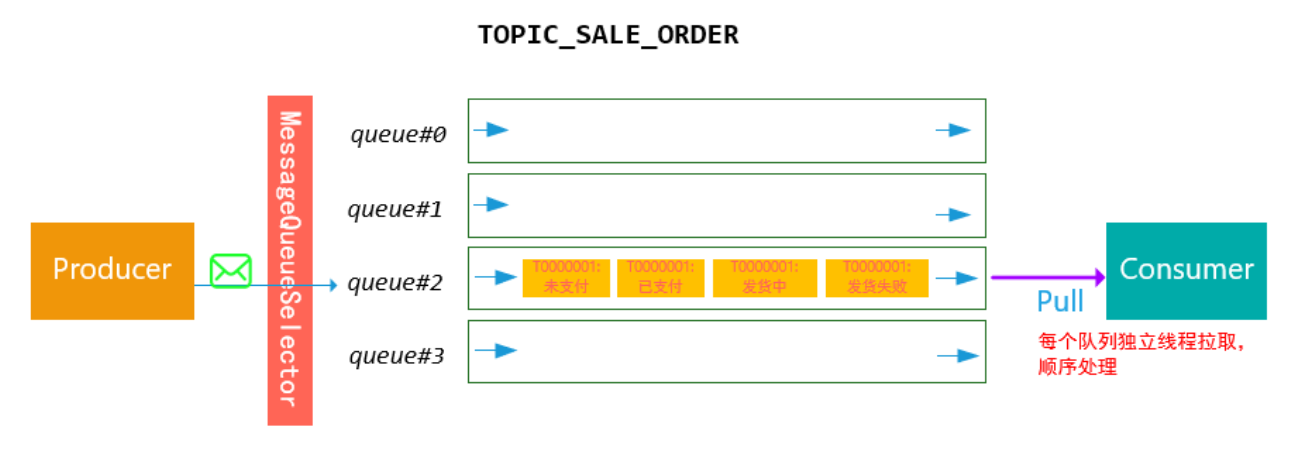 TOPIC_SALE_ORDER
MessageQueueSelector
queue#0
queue#1
Producer
queue#2
T0000001:
未支付
T0000001:
已支付
T0000001:
发货中
T0000001:
发货失败
Consumer
Pull
queue#3
每个队列独立线程拉取,
顺序处理